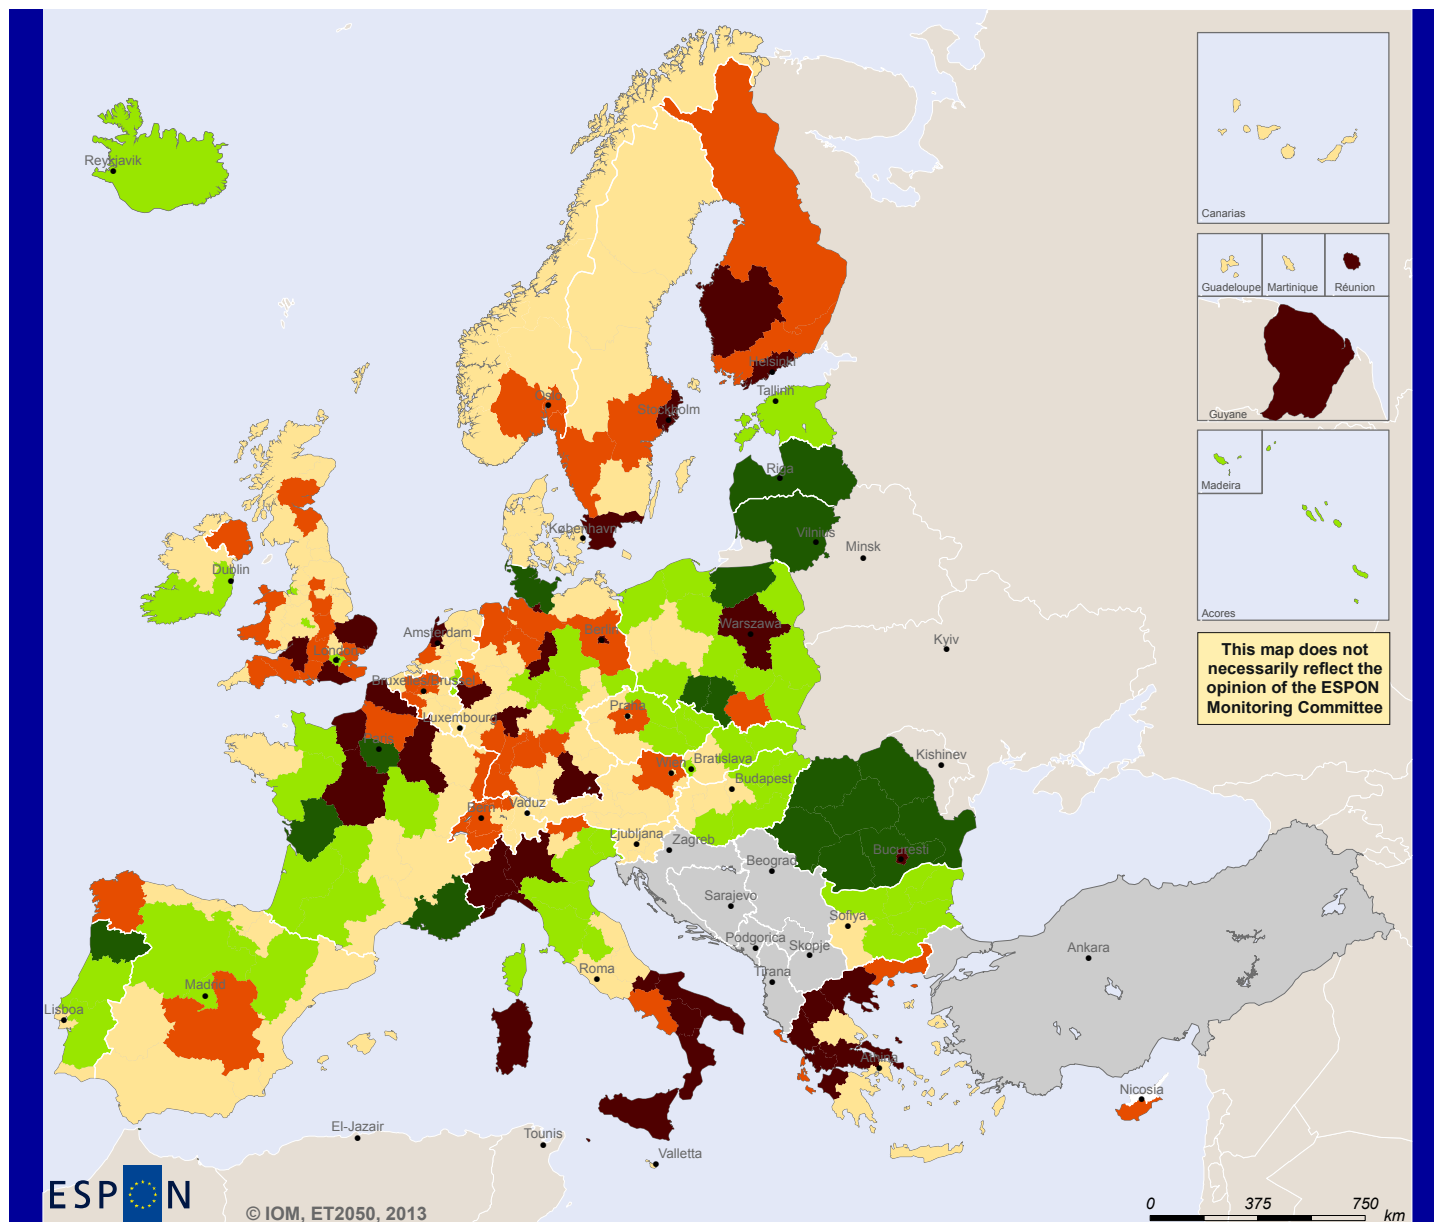 Canarias
Guadeloupe
Martinique
Réunion
Guyane
Madeira
Acores
This map does not
necessarily reflect the
opinion of the ESPON
Monitoring Committee
Reykjavik
Oslo
Helsinki
Stockholm
Tallinn
Riga
København
Vilnius
Minsk
Dublin
Amsterdam
Berlin
Warszawa
Kyiv
London
Bruxelles/Brussel
Luxembourg
Praha
Paris
Wien
Bratislava
Kishinev
Budapest
Bern
Vaduz
Ljubljana
Zagreb
Beograd
Bucuresti
Sarajevo
Sofiya
Podgorica
Skopje
Ankara
Roma
Tirana
Madrid
Lisboa
Athina
Nicosia
El-Jazair
Tounis
Valletta
ESPON
© IOM, ET2050, 2013
0 375 750
km